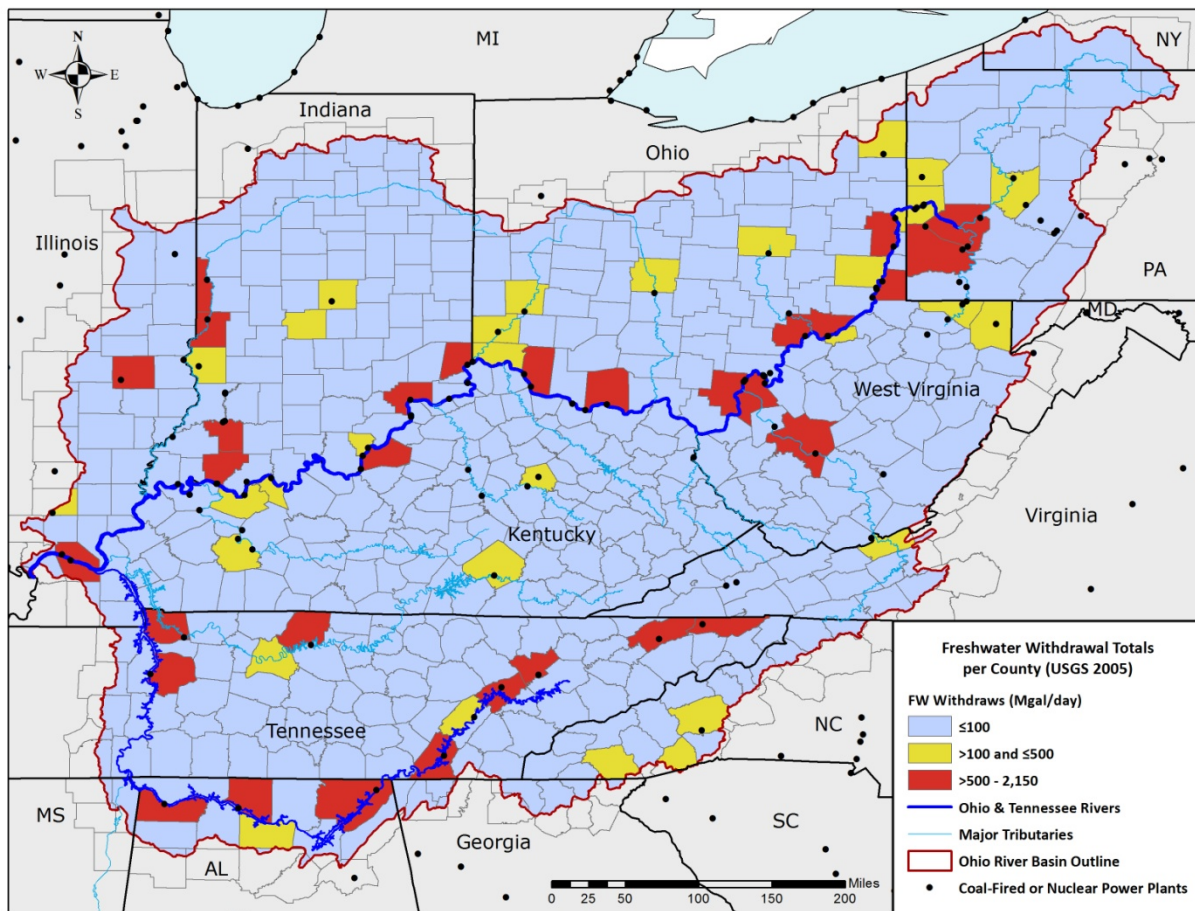 MI
NY
N
W E
S
Indiana
Ohio
Illinois
PA
MD
West Virginia
Kentucky
Virginia
Tennessee
NC
MS
AL
Georgia
SC
0 50 100 150 200
Miles
Freshwater Withdrawal Totals
per County (USGS 2005)
FW Withdraws (Mgal/day)
≤100
>100 and ≤500
>500 - 2,150
Ohio & Tennessee Rivers
Major Tributaries
Ohio River Basin Outline
Coal-Fired or Nuclear Power Plants